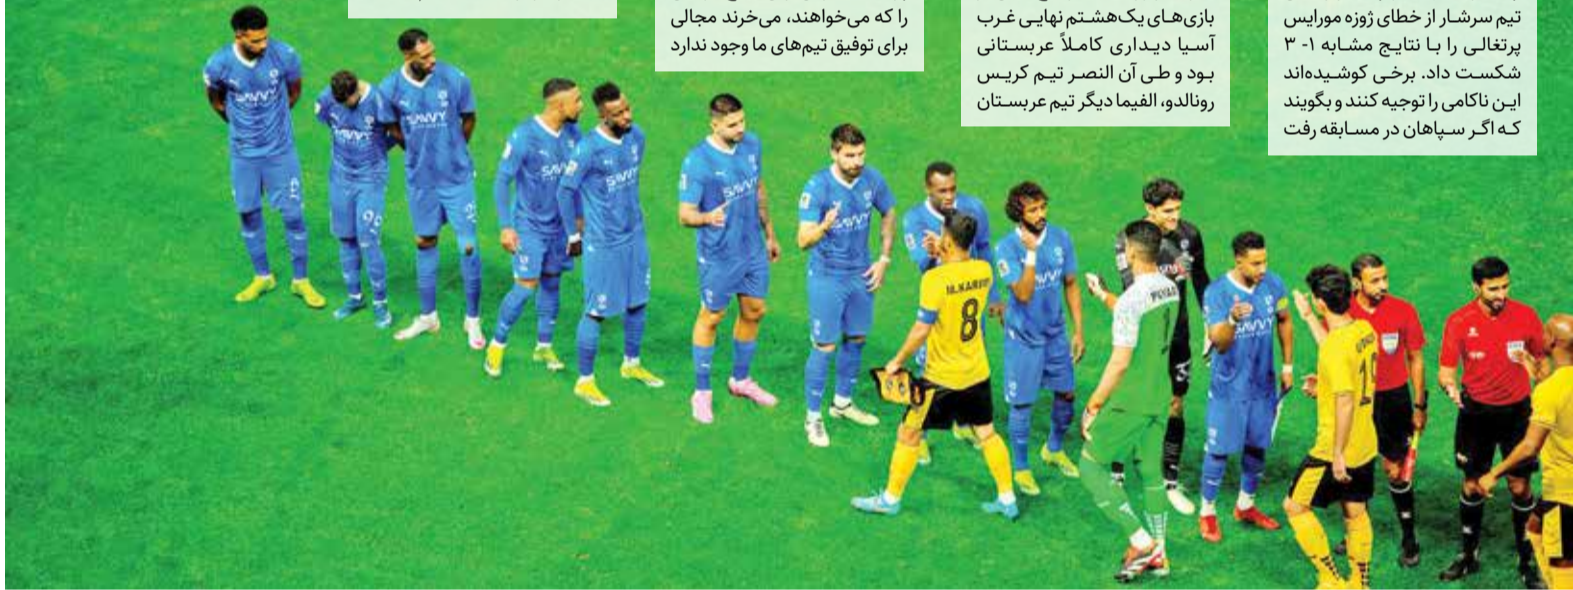 تیم سرشار از خطای ژوزه مورایس
پرتغالی را با نتایج مشابه ۱- ۳
شکست داد. برخی کوشیده‌اند
این ناکامی را توجیه کنند و بگویند
که اگر سپاهان در مسابقه رفت
بازی‌های یک‌هشتم نهایی غرب
آسیا دیداری کاملاً عربستانی
بود و طی آن النصر تیم کریس
رونالدو، الفیما دیگر تیم عربستان
را که می‌خواهند، می‌خرند مجالی
برای توفیق تیم‌های ما وجود ندارد
SAVVY
SAVVY
SAVVY
SAVVY
SAVVY
SAVVY
SAVVY
SAVVY
8
1
SAVVY
19